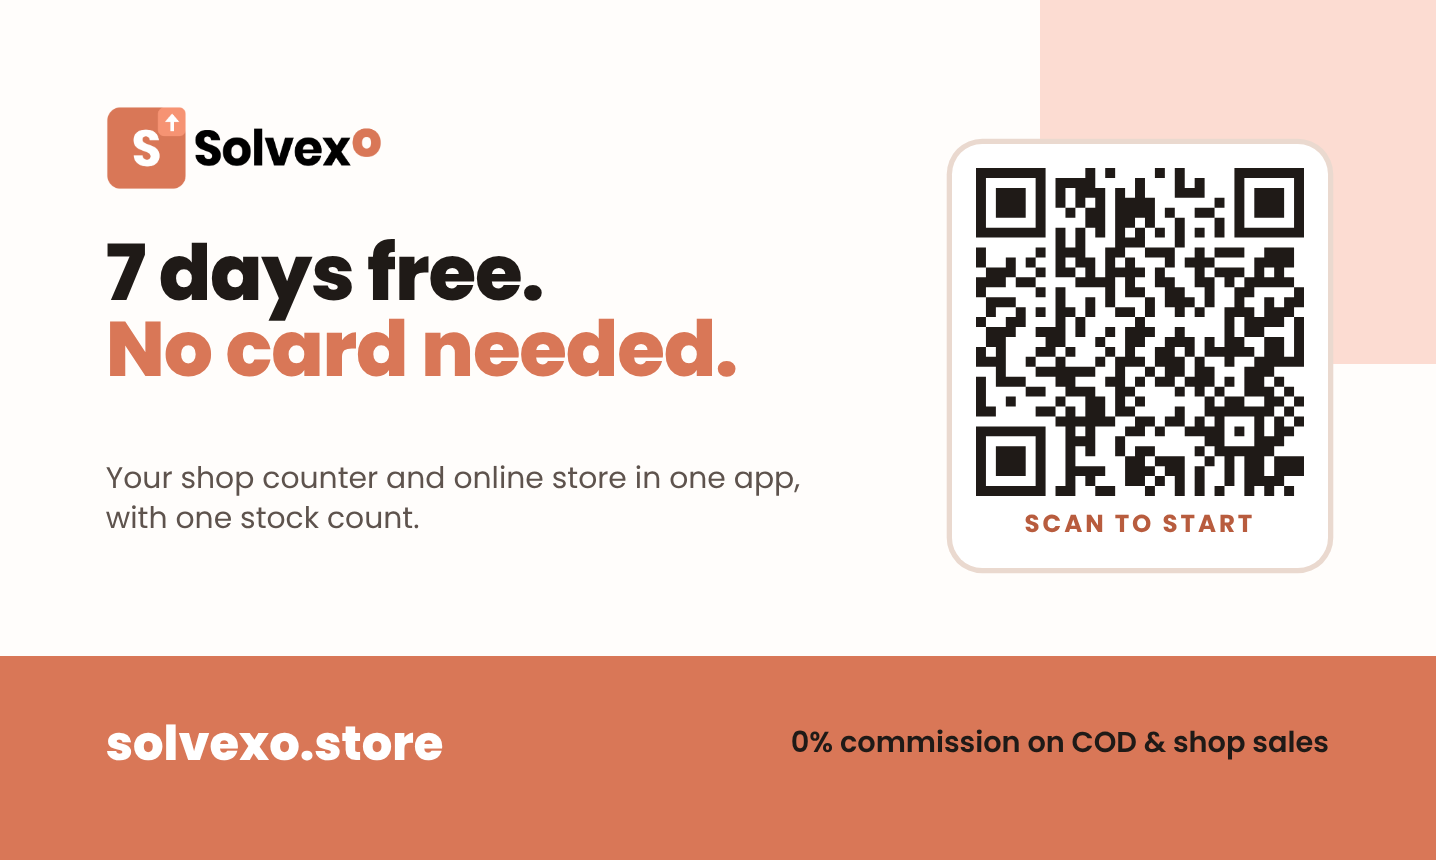 S Solvexo
7 days free.
No card needed.
Your shop counter and online store in one app,
with one stock count.
SCAN TO START
solvexo.store
0% commission on COD & shop sales